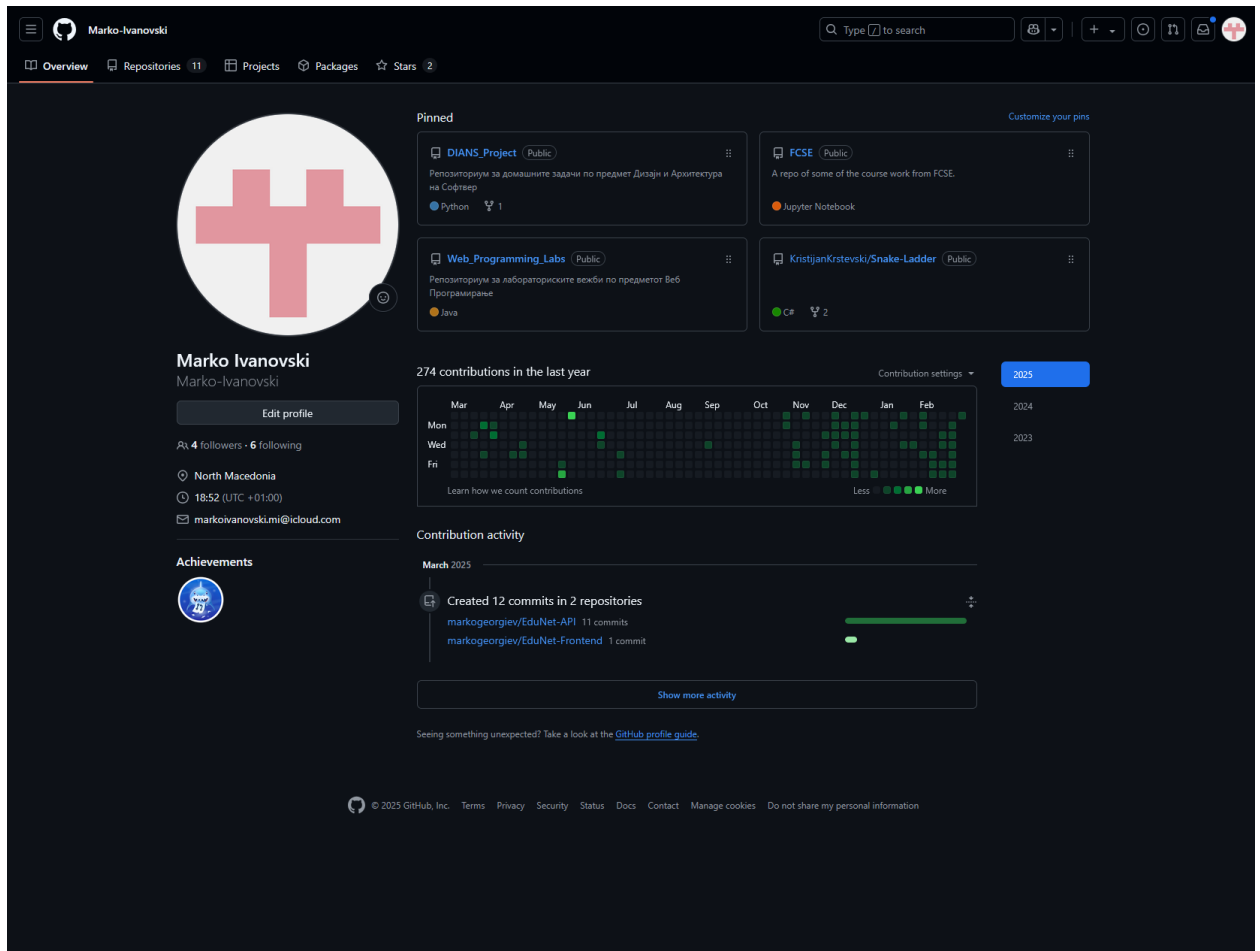 Marko-Ivanovski
Type / to search
Overview Repositories 11 Projects Packages Stars 2
Pinned
Customize your pins
DIANS_Project Public
Репозиториум за домашните задачи по предмет Дизајн и Архитектура
на Софтвер
Python 1
FCSE Public
A repo of some of the course work from FCSE.
Jupyter Notebook
Web_Programming_Labs Public
Репозиториум за лабораториските вежби по предметот Веб
Програмирање
Java
KristijanKrstevski/Snake-Ladder Public
C# 2
Marko Ivanovski
Marko-Ivanovski
Edit profile
4 followers · 6 following
North Macedonia
18:52 (UTC +01:00)
markoivanovski.mi@icloud.com
Achievements
274 contributions in the last year
Contribution settings
2025
2024
2023
Mar Apr May Jun Jul Aug Sep Oct Nov Dec Jan Feb
Mon
Wed
Fri
Learn how we count contributions
Less More
Contribution activity
March 2025
Created 12 commits in 2 repositories
markogeorgiev/EduNet-API 11 commits
markogeorgiev/EduNet-Frontend 1 commit
Show more activity
Seeing something unexpected? Take a look at the GitHub profile guide.
© 2025 GitHub, Inc. Terms Privacy Security Status Docs Contact Manage cookies Do not share my personal information